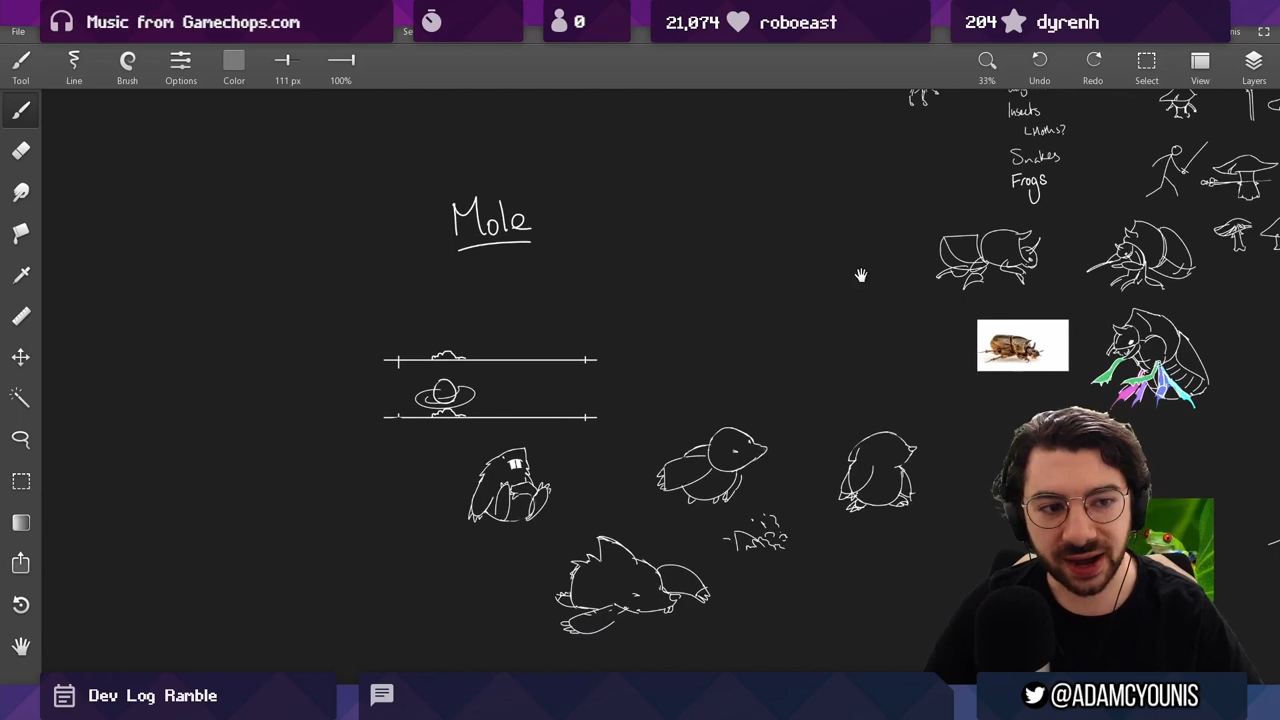 Music from Gamechops.com
0
21,074 roboeast
204 dyrenh
File
Tool
Line
Brush
Options
Color
111 px
100%
33%
Undo
Redo
Select
View
Layers
Insects
Moths?
Snakes
Frogs
Mole
Dev Log Ramble
@ADAMCYOUNIS